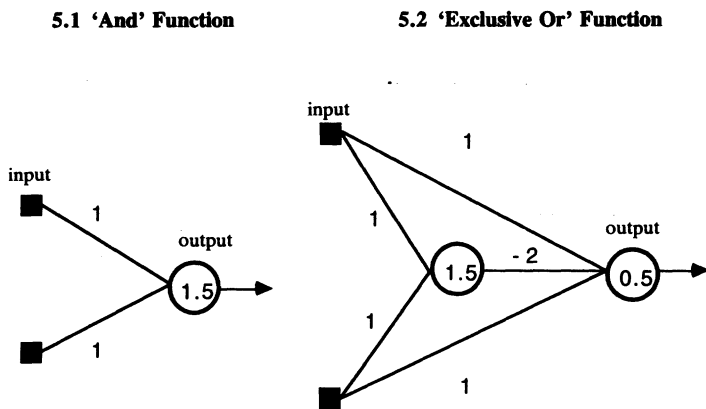 5.1 'And' Function
input
1
output
1.5
1
5.2 'Exclusive Or' Function
input
1
1
output
1.5
- 2
0.5
1
1